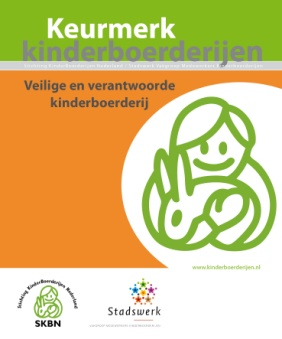 Keurmerk
kinderboerderijen
Veilige en verantwoorde
kinderboerderij
www.kinderboerderijen.nl
Stichting KinderBoerderijen Nederland
SKBN
Stadswerk